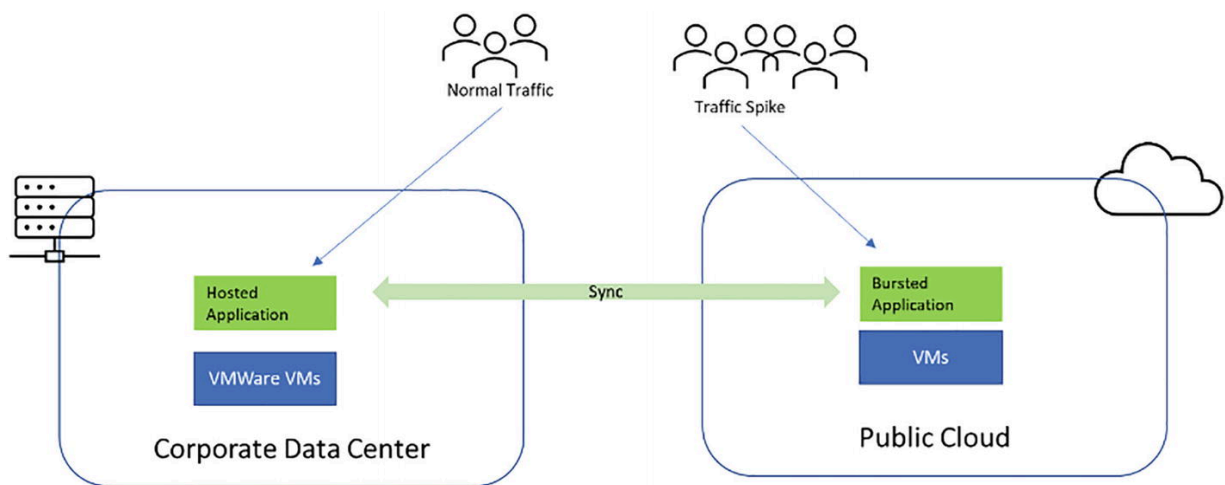 Normal Traffic
Traffic Spike
Hosted
Application
Sync
Bursted
Application
VMWare VMs
VMs
Corporate Data Center
Public Cloud